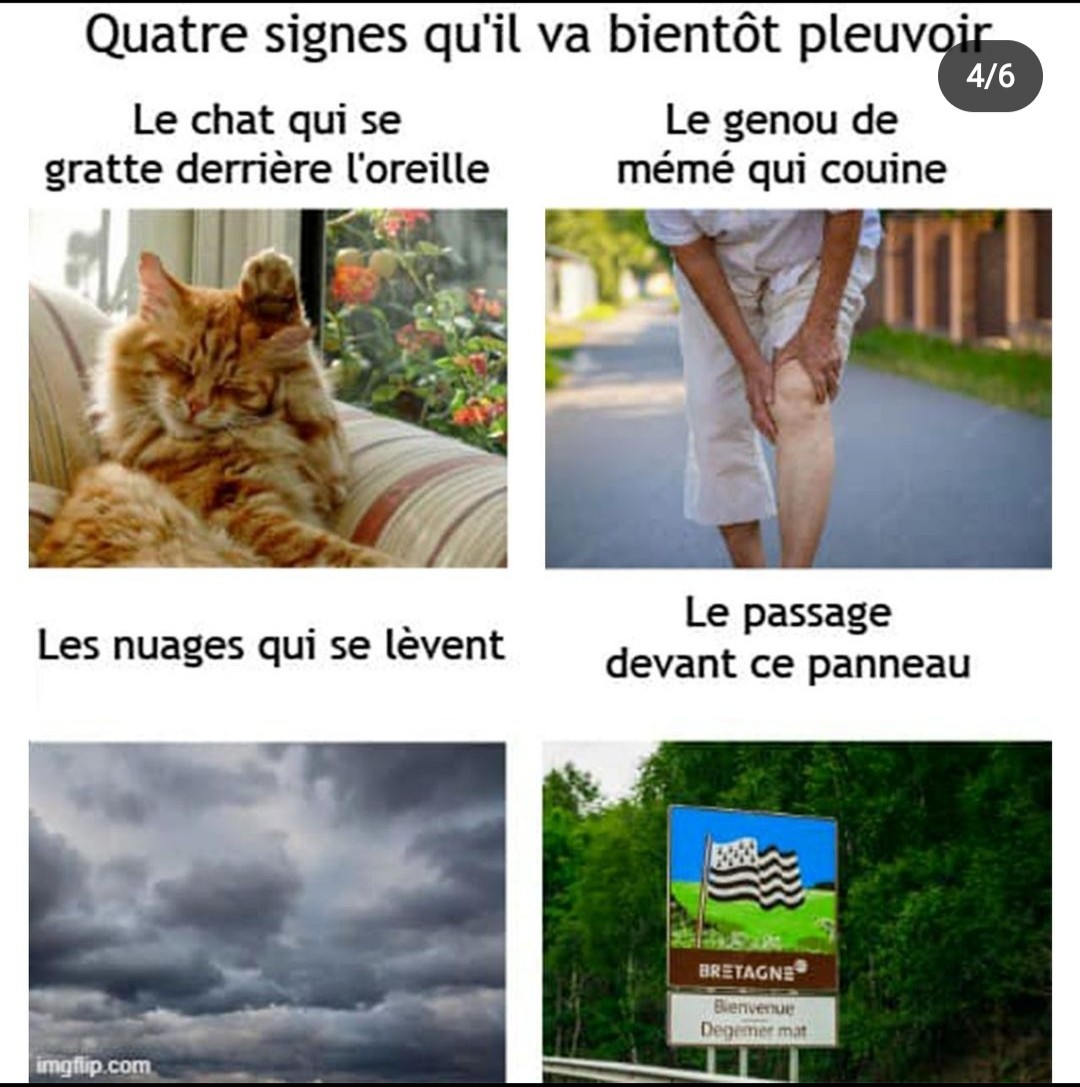 Quatre signes qu'il va bientôt pleuvoir
4/6
Le chat qui se
gratte derrière l'oreille
Le genou de
mémé qui couine
Les nuages qui se lèvent
Le passage
devant ce panneau
BRETAGNE
Bienvenue
Degemer mat
imgflip.com